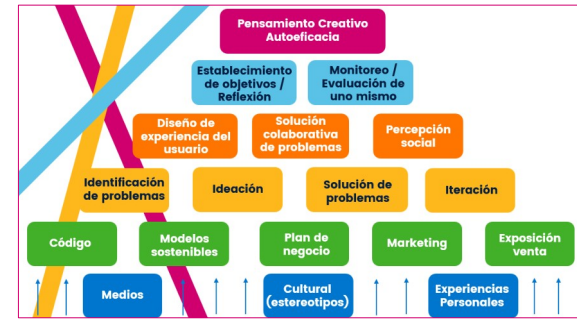 Pensamiento Creativo
Autoeficacia
Establecimiento
de objetivos /
Reflexión
Monitoreo /
Evaluación de
uno mismo
Diseño de
experiencia del
usuario
Solución
colaborativa
de problemas
Percepción
social
Identificación
de problemas
Ideación
Solución de
problemas
Iteración
Código
Modelos
sostenibles
Plan de
negocio
Marketing
Exposición
venta
Medios
Cultural
(estereotipos)
Experiencias
Personales